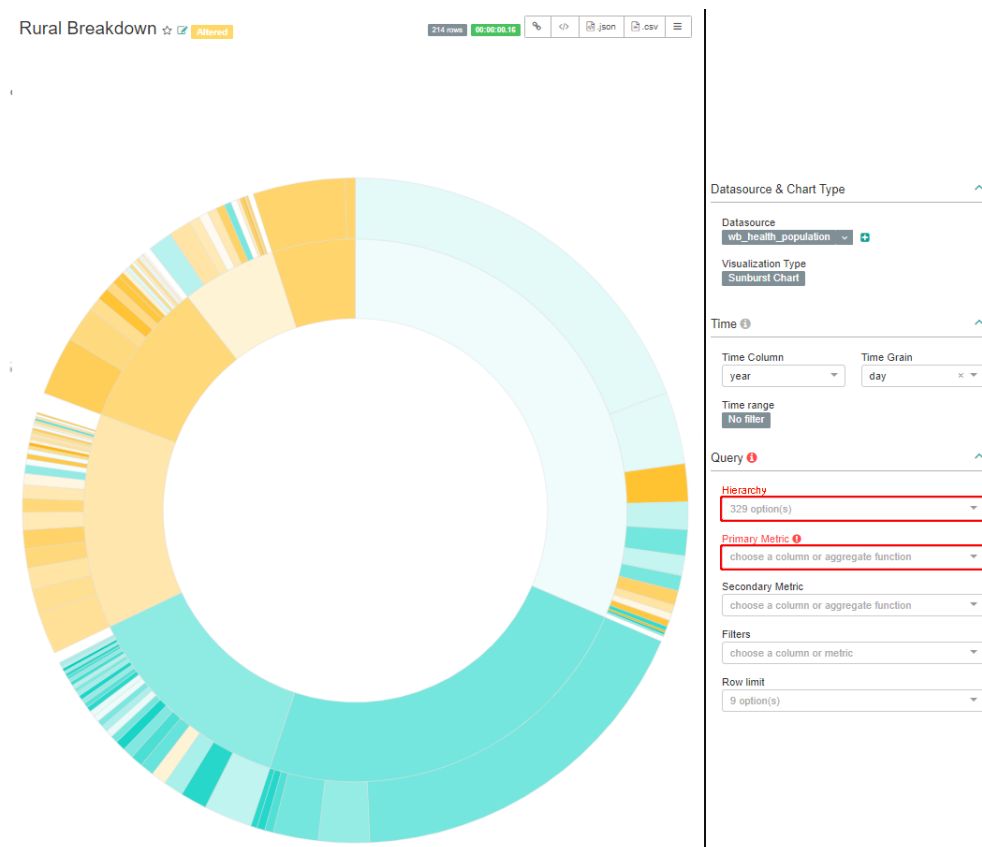 Rural Breakdown Altered 214 rows 00:00:00.16 </> .json .csv
Datasource & Chart Type
Datasource
wb_health_population
Visualization Type
Sunburst Chart
Time
Time Column Time Grain
year day
Time range
No filter
Query
Hierarchy
329 option(s)
Primary Metric
choose a column or aggregate function
Secondary Metric
choose a column or aggregate function
Filters
choose a column or metric
Row limit
9 option(s)